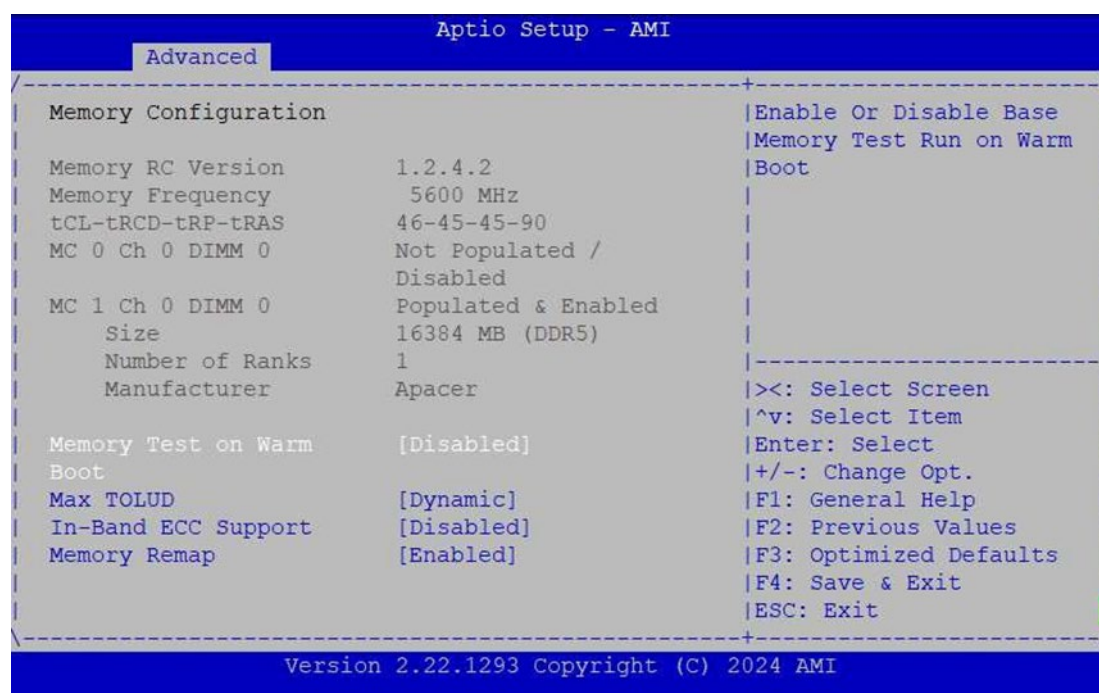 Aptio Setup - AMI
Advanced
Memory Configuration
Memory RC Version 1.2.4.2
Memory Frequency 5600 MHz
tCL-tRCD-tRP-tRAS 46-45-45-90
MC 0 Ch 0 DIMM 0 Not Populated /
Disabled
MC 1 Ch 0 DIMM 0 Populated & Enabled
Size 16384 MB (DDR5)
Number of Ranks 1
Manufacturer Apacer
Memory Test on Warm [Disabled]
Boot
Max TOLUD [Dynamic]
In-Band ECC Support [Disabled]
Memory Remap [Enabled]
Enable Or Disable Base
Memory Test Run on Warm
Boot
><: Select Screen
^v: Select Item
Enter: Select
+/-: Change Opt.
F1: General Help
F2: Previous Values
F3: Optimized Defaults
F4: Save & Exit
ESC: Exit
Version 2.22.1293 Copyright (C) 2024 AMI